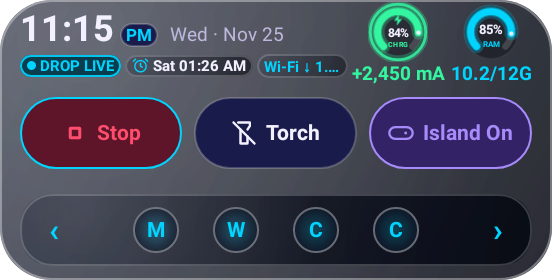 11:15 PM Wed · Nov 25
84%
CHRG
85%
RAM
DROP LIVE Sat 01:26 AM Wi-Fi ↓ 1.…
+2,450 mA 10.2/12G
Stop Torch Island On
‹ M W C C ›